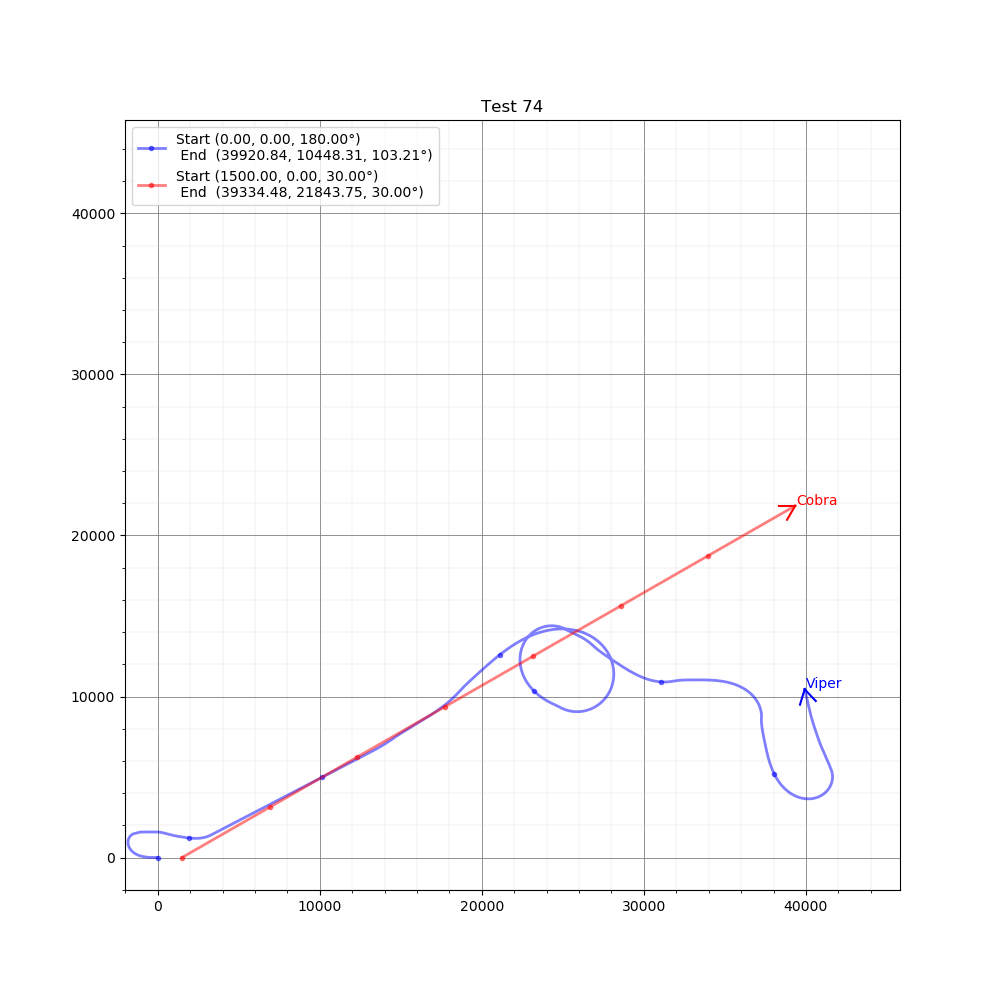 Test 74
Start (0.00, 0.00, 180.00°)
End (39920.84, 10448.31, 103.21°)
Start (1500.00, 0.00, 30.00°)
End (39334.48, 21843.75, 30.00°)
40000
30000
20000
10000
0
Cobra
Viper
0 10000 20000 30000 40000